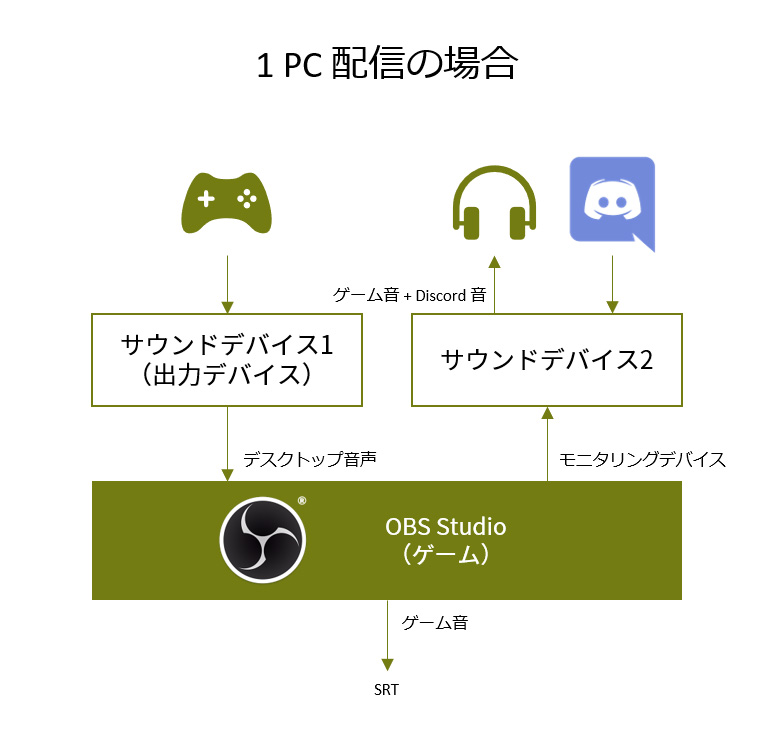 1 PC 配信の場合
ゲーム音 + Discord 音
サウンドデバイス1
（出力デバイス）
サウンドデバイス2
デスクトップ音声
モニタリングデバイス
®
OBS Studio
（ゲーム）
ゲーム音
SRT